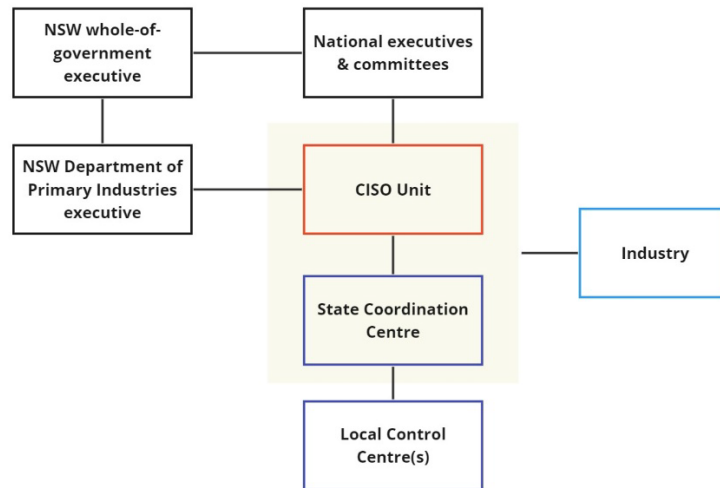 NSW whole-of-
government
executive
National executives
& committees
NSW Department of
Primary Industries
executive
CISO Unit
Industry
State Coordination
Centre
Local Control
Centre(s)